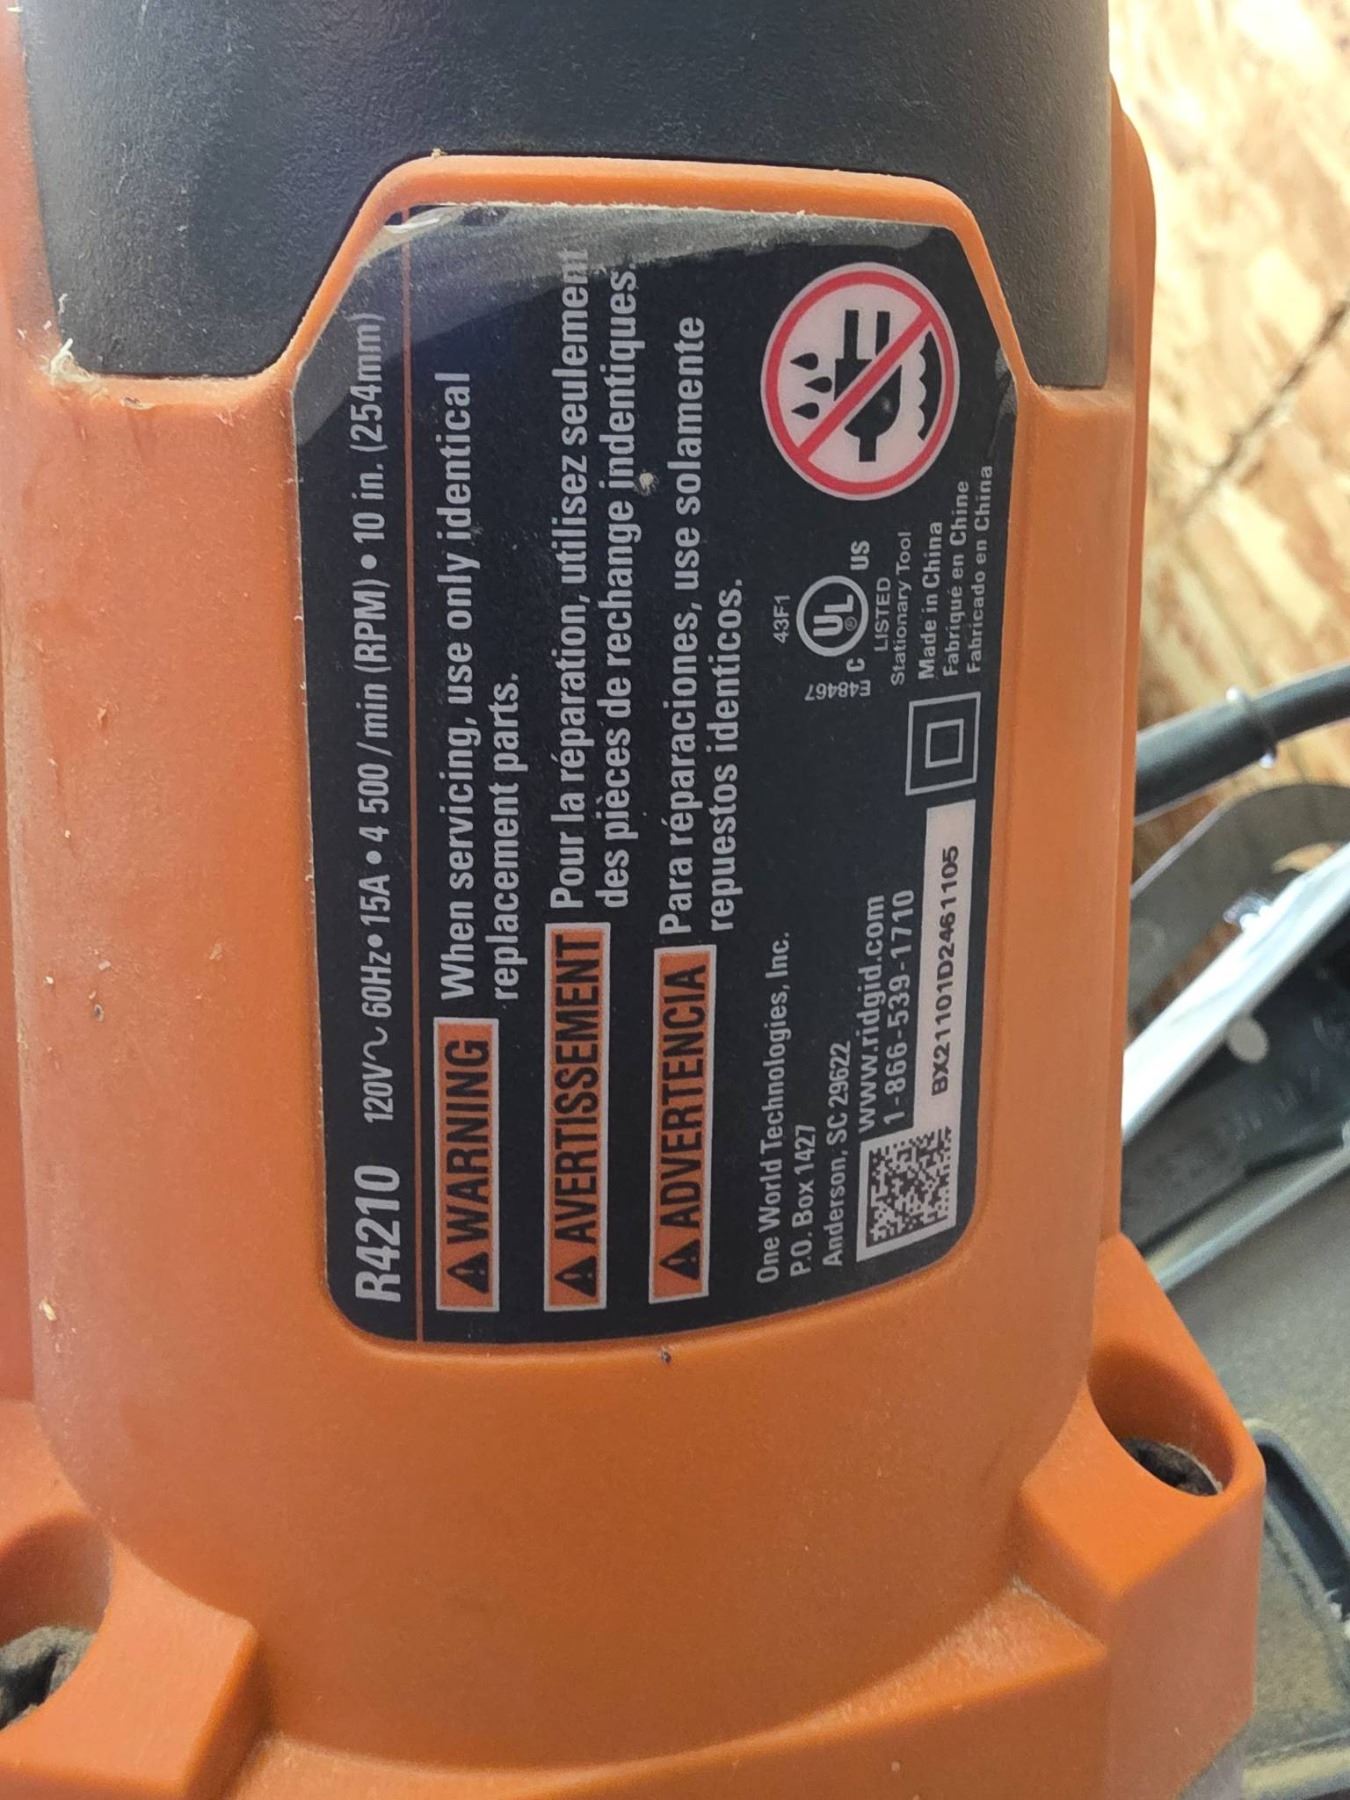 R4210 120V~60Hz•15A•4 500/min (RPM)•10 in. (254mm)
WARNING When servicing, use only identical
replacement parts.
AVERTISSEMENT Pour la réparation, utilisez seulement
des pièces de rechange indentiques.
ADVERTENCIA Para réparaciones, use solamente
repuestos identicos.
One World Technologies, Inc.
P.O. Box 1427
Anderson, SC 29622
www.ridgid.com
1-866-539-1710
BX21101D2461105
43F1
E48467
C UL® US
LISTED
Stationary Tool
Made in China
Fabriqué en Chine
Fabricado en China